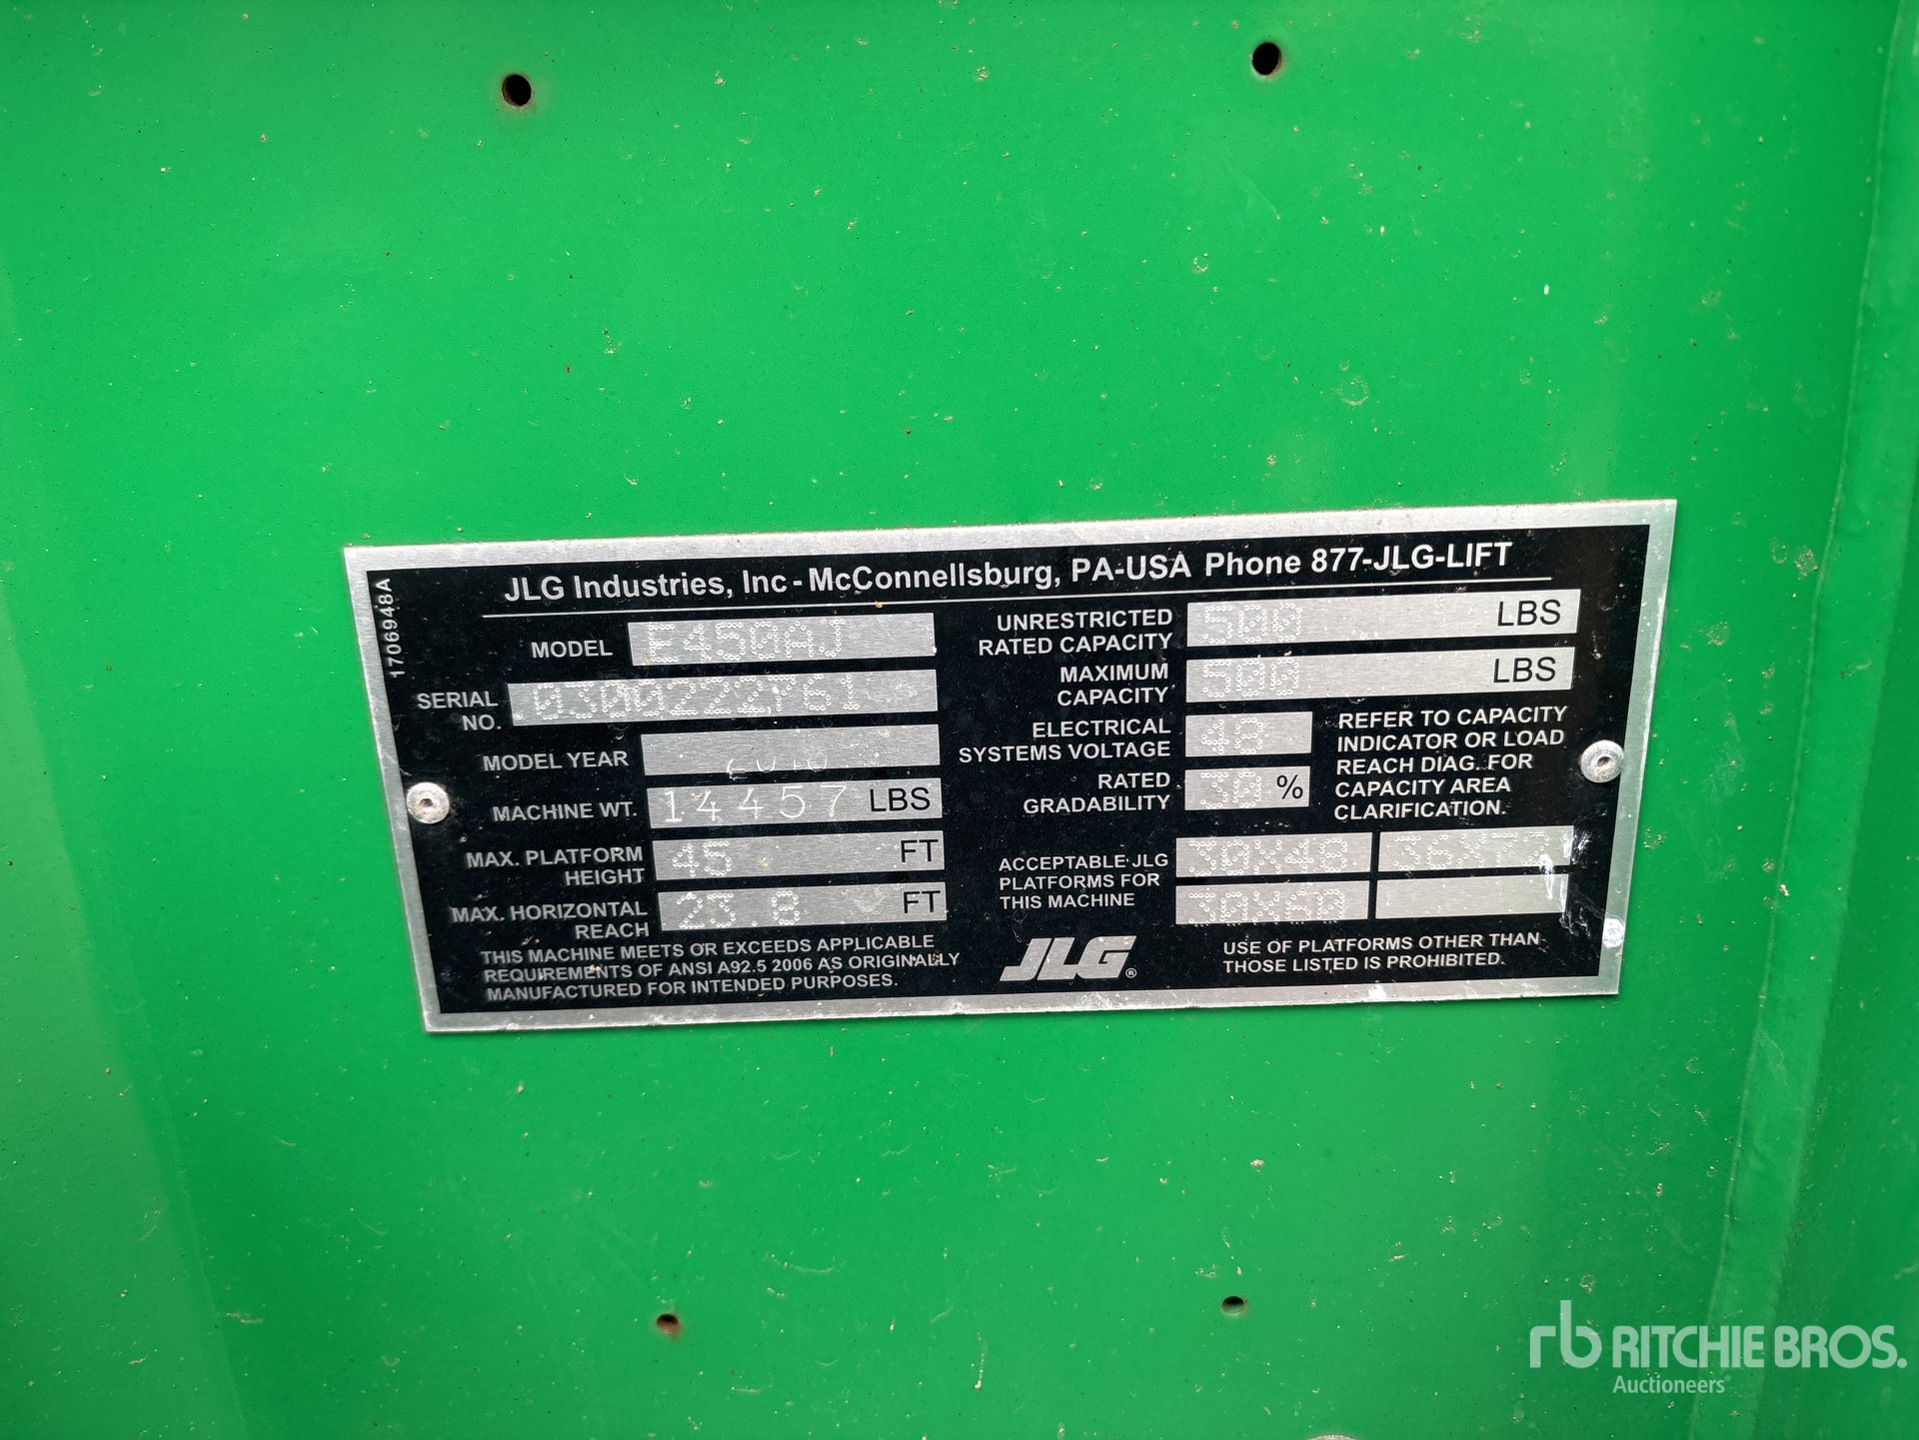 JLG Industries, Inc - McConnellsburg, PA-USA Phone 877-JLG-LIFT
1706948A
MODEL E450AJ
SERIAL
NO.
MODEL YEAR
MACHINE WT. 14457 LBS
MAX. PLATFORM
HEIGHT 45 FT
MAX. HORIZONTAL
REACH 23.8 FT
THIS MACHINE MEETS OR EXCEEDS APPLICABLE
REQUIREMENTS OF ANSI A92.5 2006 AS ORIGINALLY
MANUFACTURED FOR INTENDED PURPOSES.
UNRESTRICTED
RATED CAPACITY 500 LBS
MAXIMUM
CAPACITY 500 LBS
ELECTRICAL
SYSTEMS VOLTAGE 48
RATED
GRADABILITY 30 %
REFER TO CAPACITY
INDICATOR OR LOAD
REACH DIAG. FOR
CAPACITY AREA
CLARIFICATION.
ACCEPTABLE JLG
PLATFORMS FOR
THIS MACHINE
30X48
30X60
JLG®
USE OF PLATFORMS OTHER THAN
THOSE LISTED IS PROHIBITED.
rb RITCHIE BROS.
Auctioneers